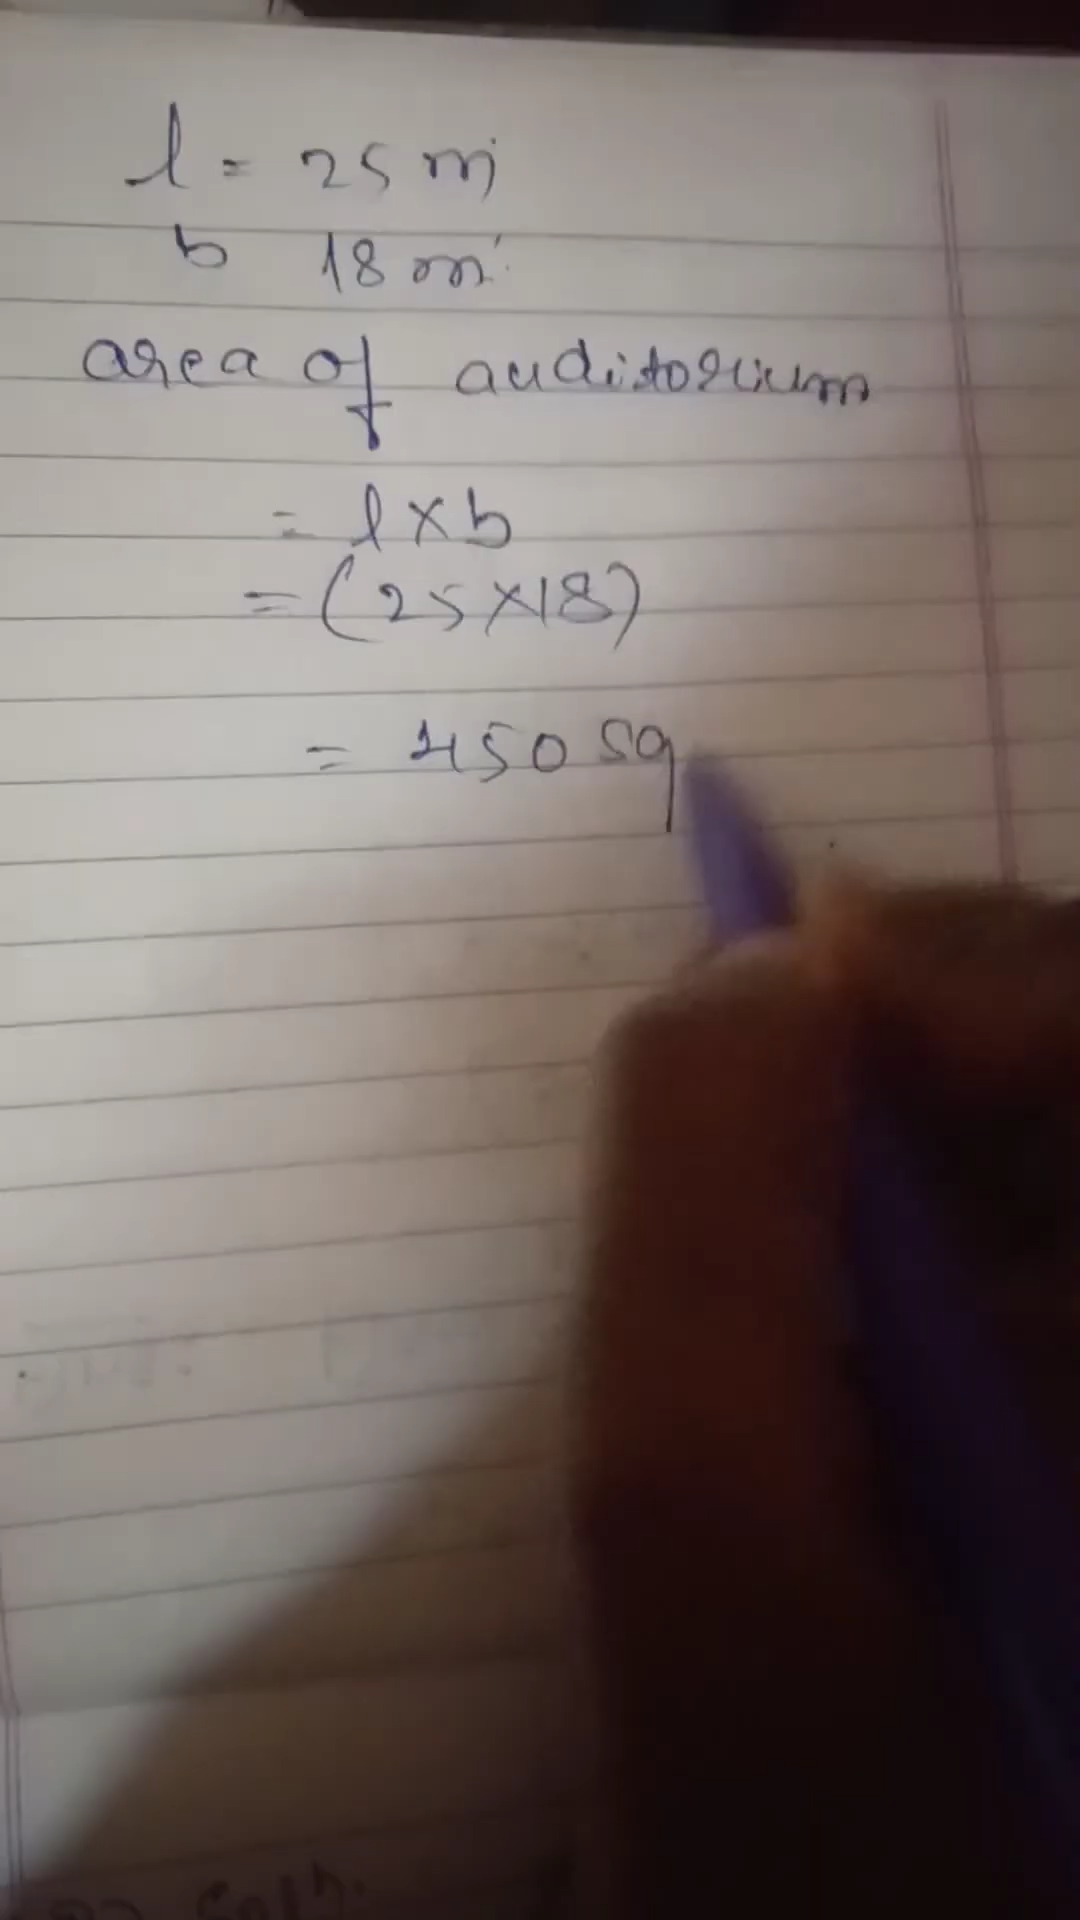 l = 25 m
b 18 m
area of auditorium
= l × b
= (25 × 18)
= 450 sq